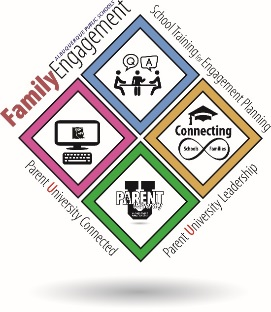 ALBUQUERQUE PUBLIC SCHOOLS
Family Engagement
School Training for Engagement Planning
Q A
Connecting
Schools Families
Parent University Connected
Parent University Leadership
U
PARENT